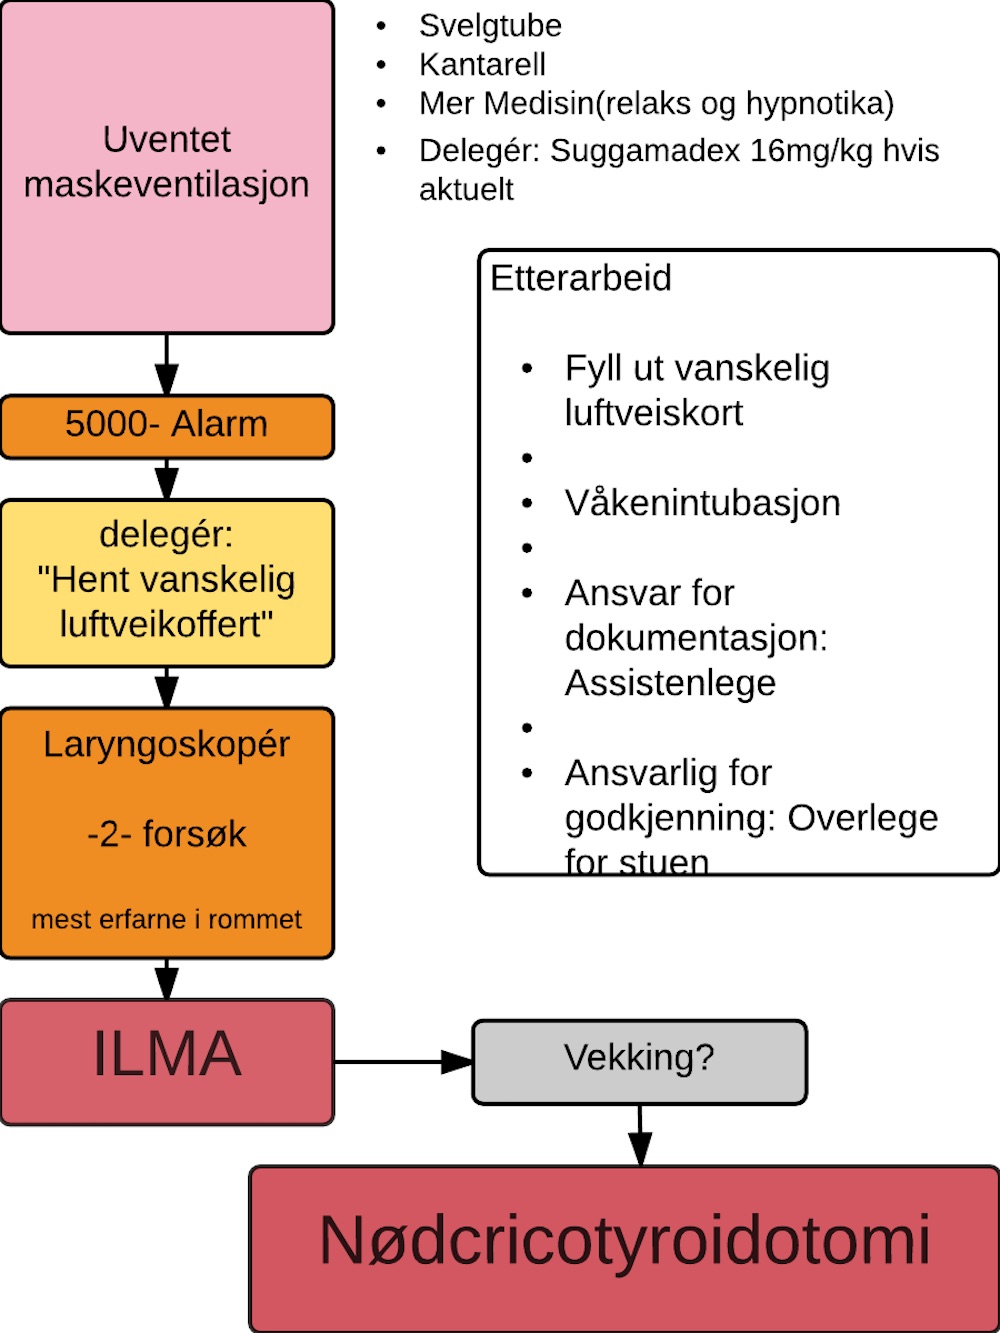 Uventet
maskeventilasjon
• Svelgtube
• Kantarell
• Mer Medisin(relaks og hypnotika)
• Delegér: Suggamadex 16mg/kg hvis
aktuelt
5000- Alarm
delegér:
"Hent vanskelig
luftveikoffert"
Laryngoskopér
-2- forsøk
mest erfarne i rommet
ILMA
Vekking?
Nødcricotyroidotomi
Etterarbeid
• Fyll ut vanskelig
luftveiskort
•
• Våkenintubasjon
•
• Ansvar for
dokumentasjon:
Assistenlege
•
• Ansvarlig for
godkjenning: Overlege
for stuen